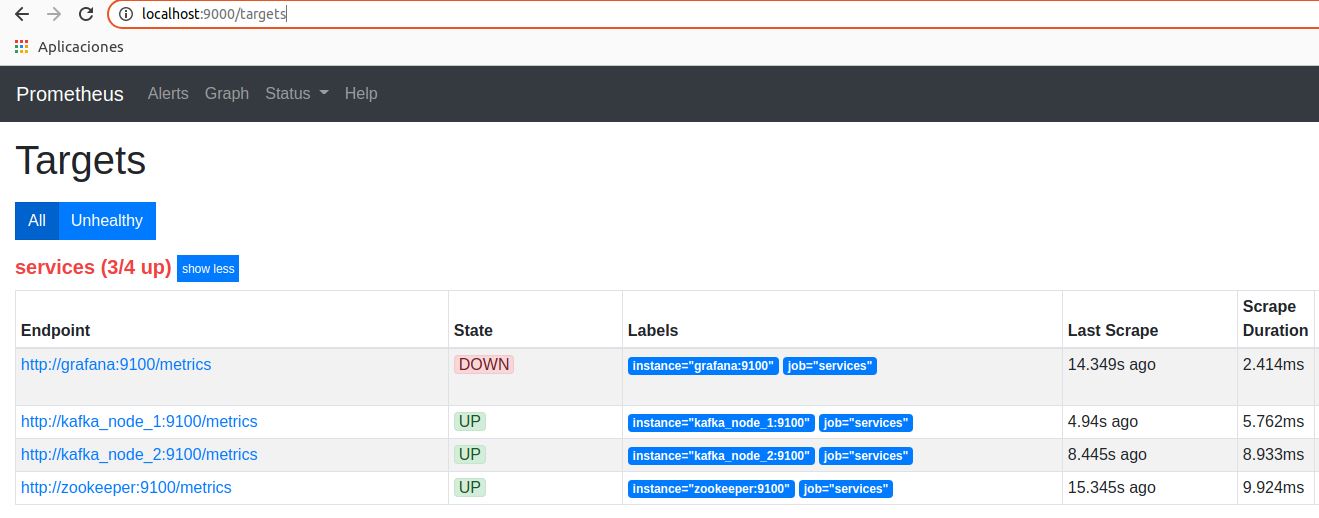 localhost:9000/targets
Aplicaciones
Prometheus Alerts Graph Status Help
Targets
All Unhealthy
services (3/4 up) show less
Endpoint State Labels Last Scrape Scrape Duration
http://grafana:9100/metrics DOWN instance="grafana:9100" job="services" 14.349s ago 2.414ms
http://kafka_node_1:9100/metrics UP instance="kafka_node_1:9100" job="services" 4.94s ago 5.762ms
http://kafka_node_2:9100/metrics UP instance="kafka_node_2:9100" job="services" 8.445s ago 8.933ms
http://zookeeper:9100/metrics UP instance="zookeeper:9100" job="services" 15.345s ago 9.924ms